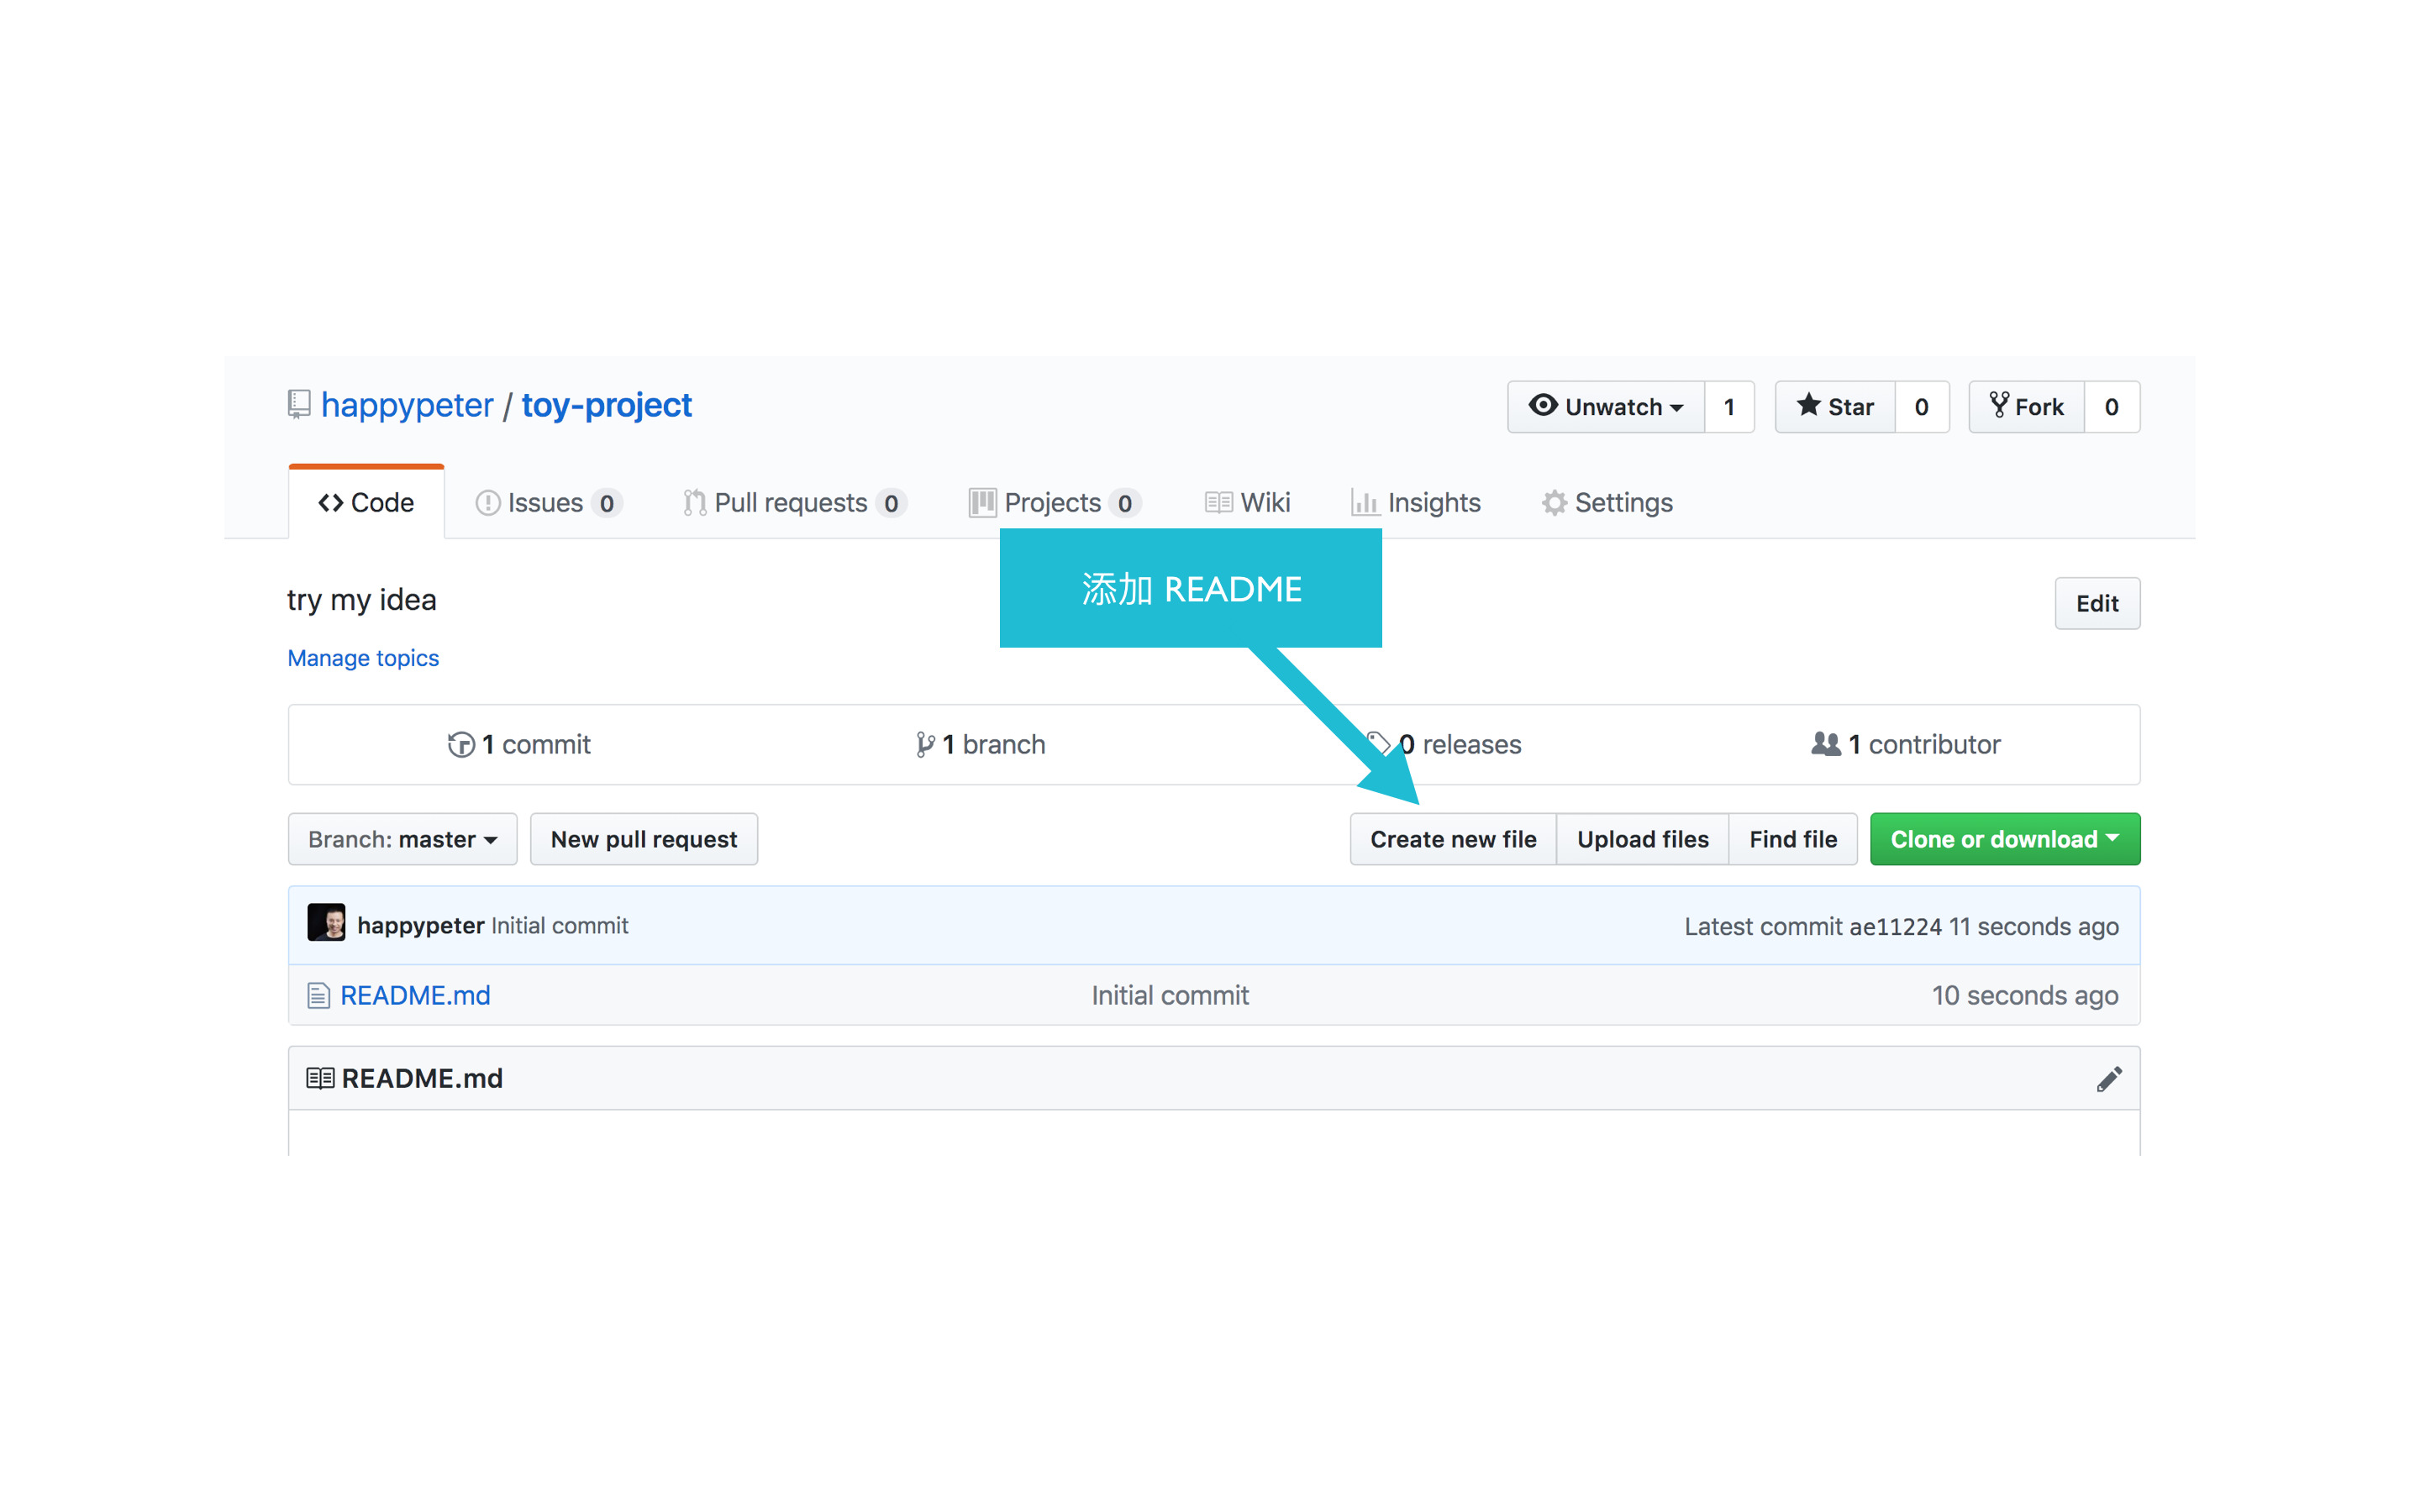 happypeter / toy-project
Unwatch 1 Star 0 Fork 0
Code Issues 0 Pull requests 0 Projects 0 Wiki Insights Settings
添加 README
try my idea
Edit
Manage topics
1 commit 1 branch 0 releases 1 contributor
Branch: master New pull request Create new file Upload files Find file Clone or download
happypeter Initial commit Latest commit ae11224 11 seconds ago
README.md Initial commit 10 seconds ago
README.md